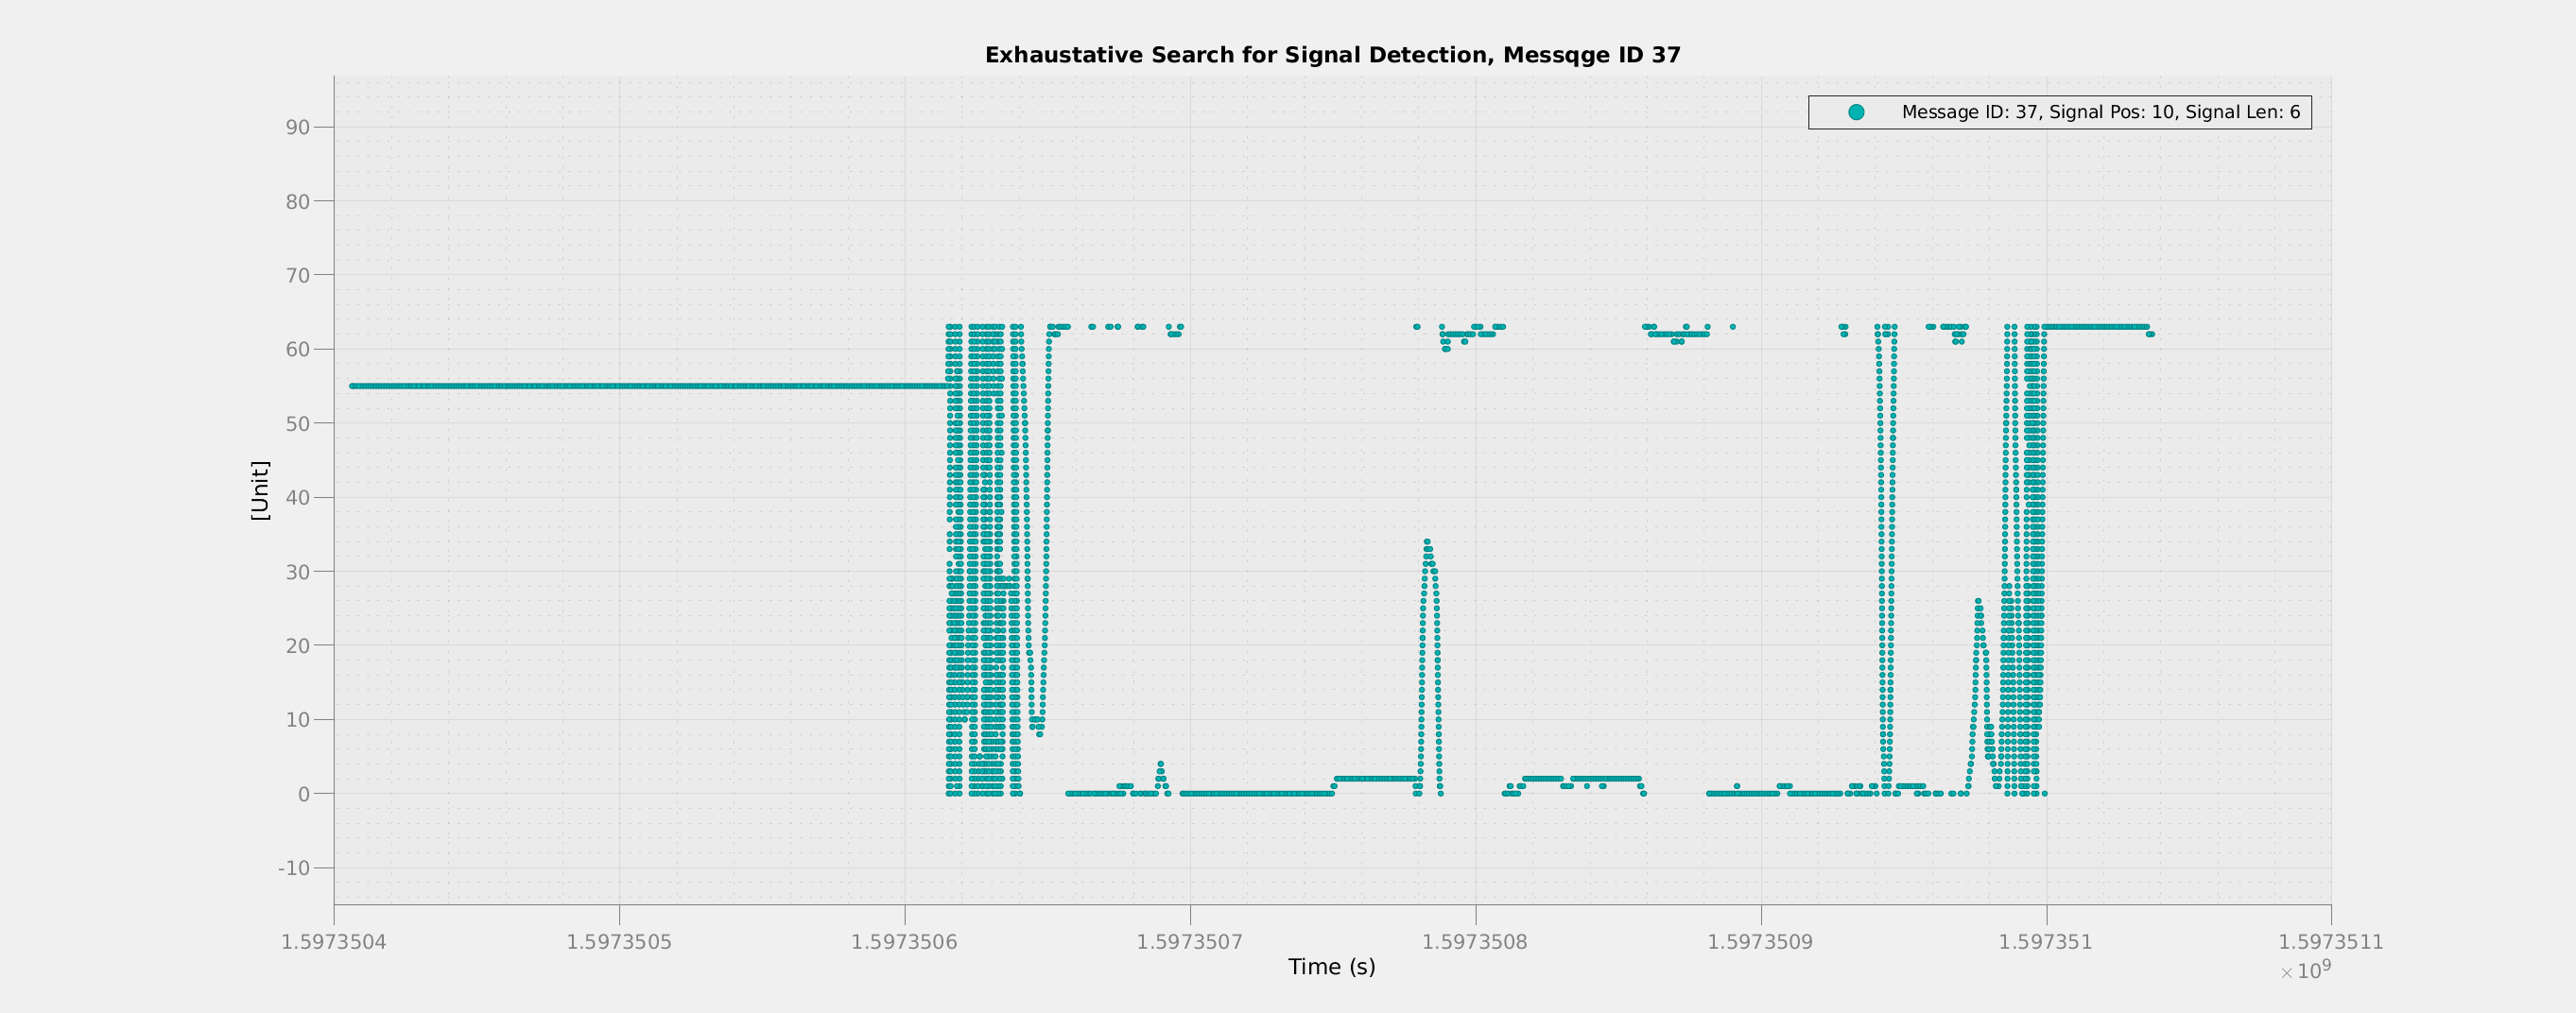 Exhaustative Search for Signal Detection, Messqge ID 37
Message ID: 37, Signal Pos: 10, Signal Len: 6
90
80
70
60
50
40
30
20
10
0
-10
[Unit]
1.5973504 1.5973505 1.5973506 1.5973507 1.5973508 1.5973509 1.597351 1.5973511
Time (s)
×10⁹